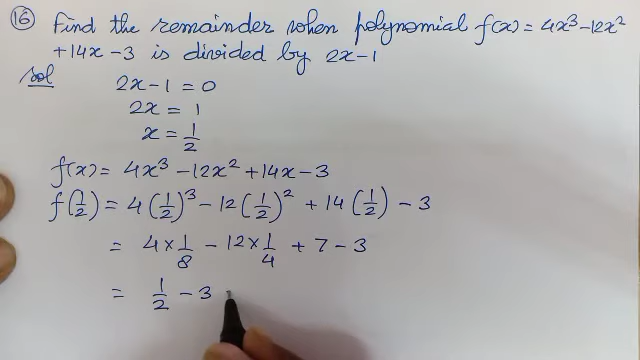 16 Find the remainder when polynomial f(x) = 4x³ - 12x²
+ 14x - 3 is divided by 2x - 1
Sol 2x - 1 = 0
2x = 1
x = 1/2
f(x) = 4x³ - 12x² + 14x - 3
f(1/2) = 4(1/2)³ - 12(1/2)² + 14(1/2) - 3
= 4 × 1/8 - 12 × 1/4 + 7 - 3
= 1/2 - 3